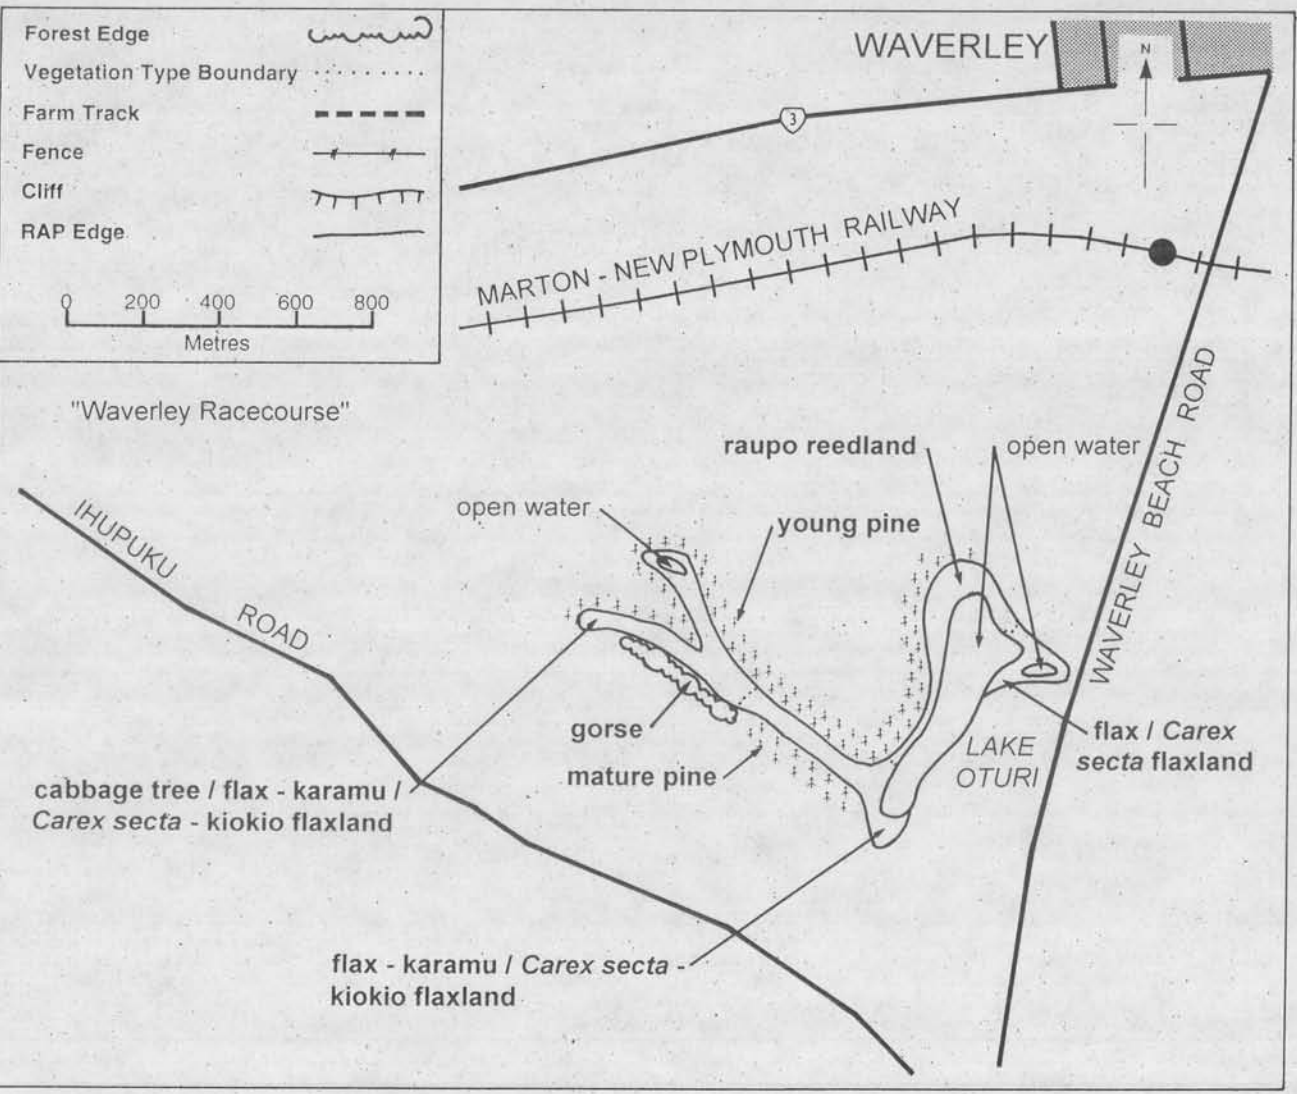 Forest Edge
Vegetation Type Boundary
Farm Track
Fence
Cliff
RAP Edge
0 200 400 600 800
Metres
WAVERLEY
N
3
MARTON - NEW PLYMOUTH RAILWAY
"Waverley Racecourse"
IHUPUKU
ROAD
WAVERLEY BEACH ROAD
raupo reedland
open water
open water
young pine
gorse
mature pine
LAKE
OTURI
flax / Carex
secta flaxland
cabbage tree / flax - karamu /
Carex secta - kiokio flaxland
flax - karamu / Carex secta -
kiokio flaxland